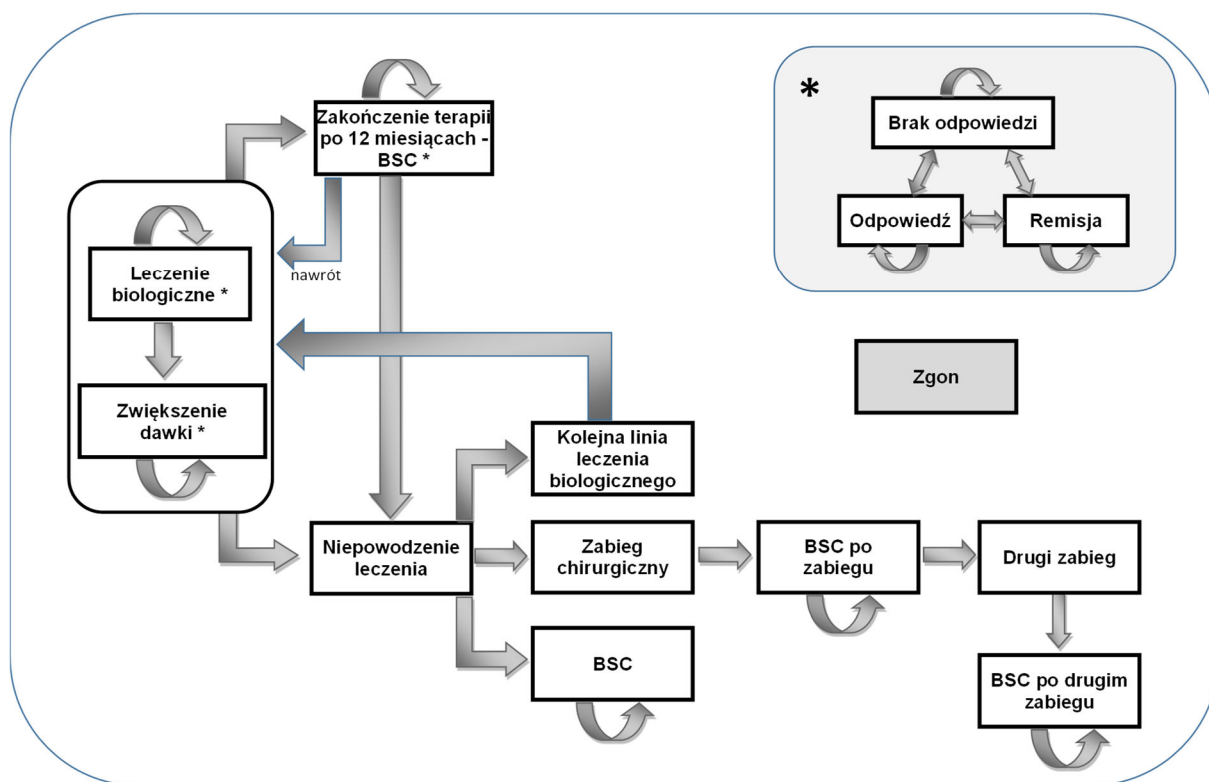 Zakończenie terapii
po 12 miesiącach -
BSC *
*
Brak odpowiedzi
Odpowiedź
Remisja
Leczenie
biologiczne *
nawrót
Zwiększenie
dawki *
Zgon
Kolejna linia
leczenia
biologicznego
Niepowodzenie
leczenia
Zabieg
chirurgiczny
BSC po
zabiegu
Drugi zabieg
BSC
BSC po drugim
zabiegu